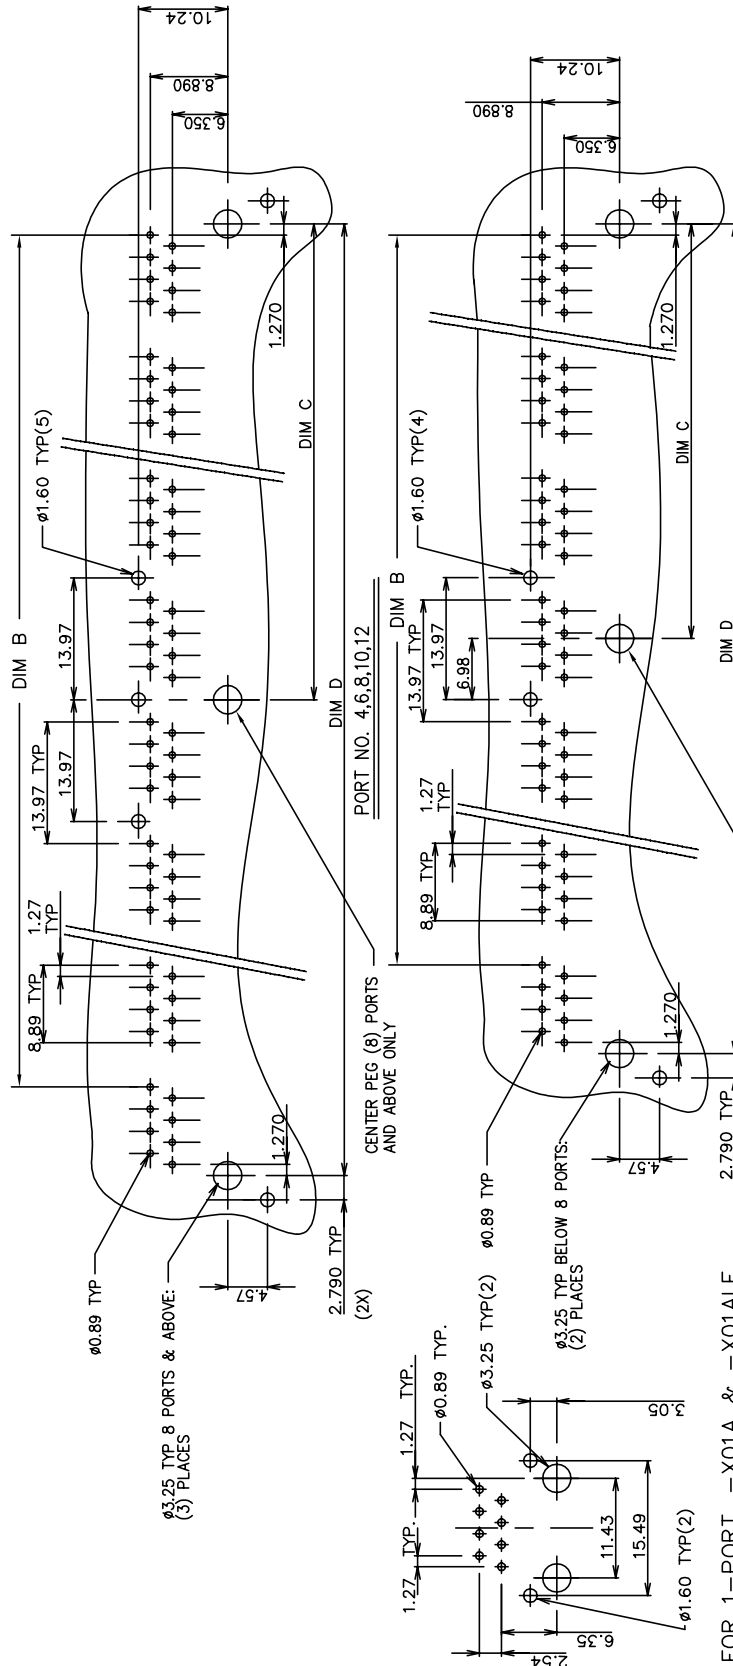 10.24
8.890
6.350
1.270
DIM B
DIM C
DIM D
ø1.60 TYP(5)
13.97
13.97 TYP
13.97
1.27
TYP
8.89 TYP
1.270
ø0.89 TYP
ø3.25 TYP 8 PORTS & ABOVE:
(3) PLACES
4.57
2.790 TYP
(2X)
CENTER PEG (8) PORTS
AND ABOVE ONLY
PORT NO. 4,6,8,10,12
10.24
8.890
6.350
1.270
DIM B
DIM C
DIM D
ø1.60 TYP(4)
13.97
13.97 TYP
6.98
1.27
TYP
8.89 TYP
1.270
ø0.89 TYP
ø3.25 TYP BELOW 8 PORTS:
(2) PLACES
4.57
2.790 TYP
1.27 TYP.
1.27 TYP.
ø0.89 TYP.
ø3.25 TYP(2)
3.05
11.43
15.49
6.35
2.54
ø1.60 TYP(2)
FOR 1-PORT -X01A & -X01ALF